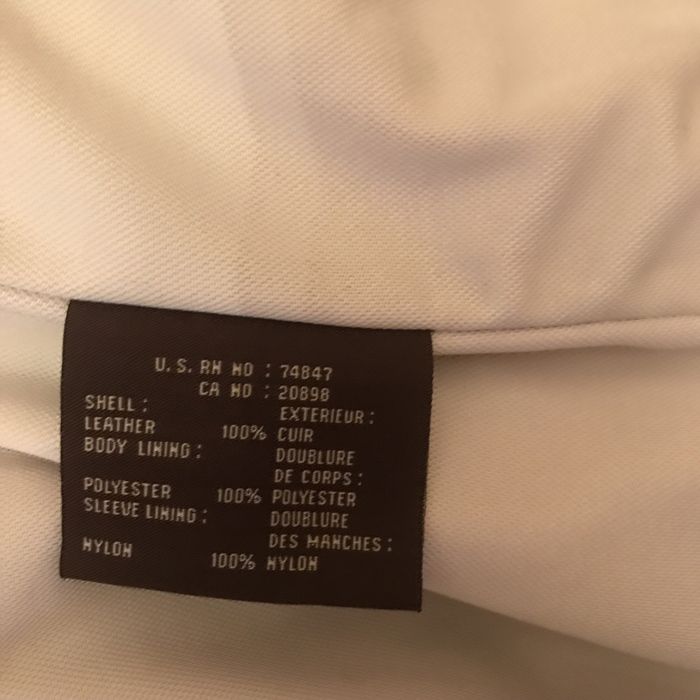 U.S. RN NO : 74847
CA NO : 20898
SHELL : EXTERIEUR :
LEATHER 100% CUIR
BODY LINING : DOUBLURE
DE CORPS :
POLYESTER 100% POLYESTER
SLEEVE LINING : DOUBLURE
DES MANCHES :
NYLON 100% NYLON